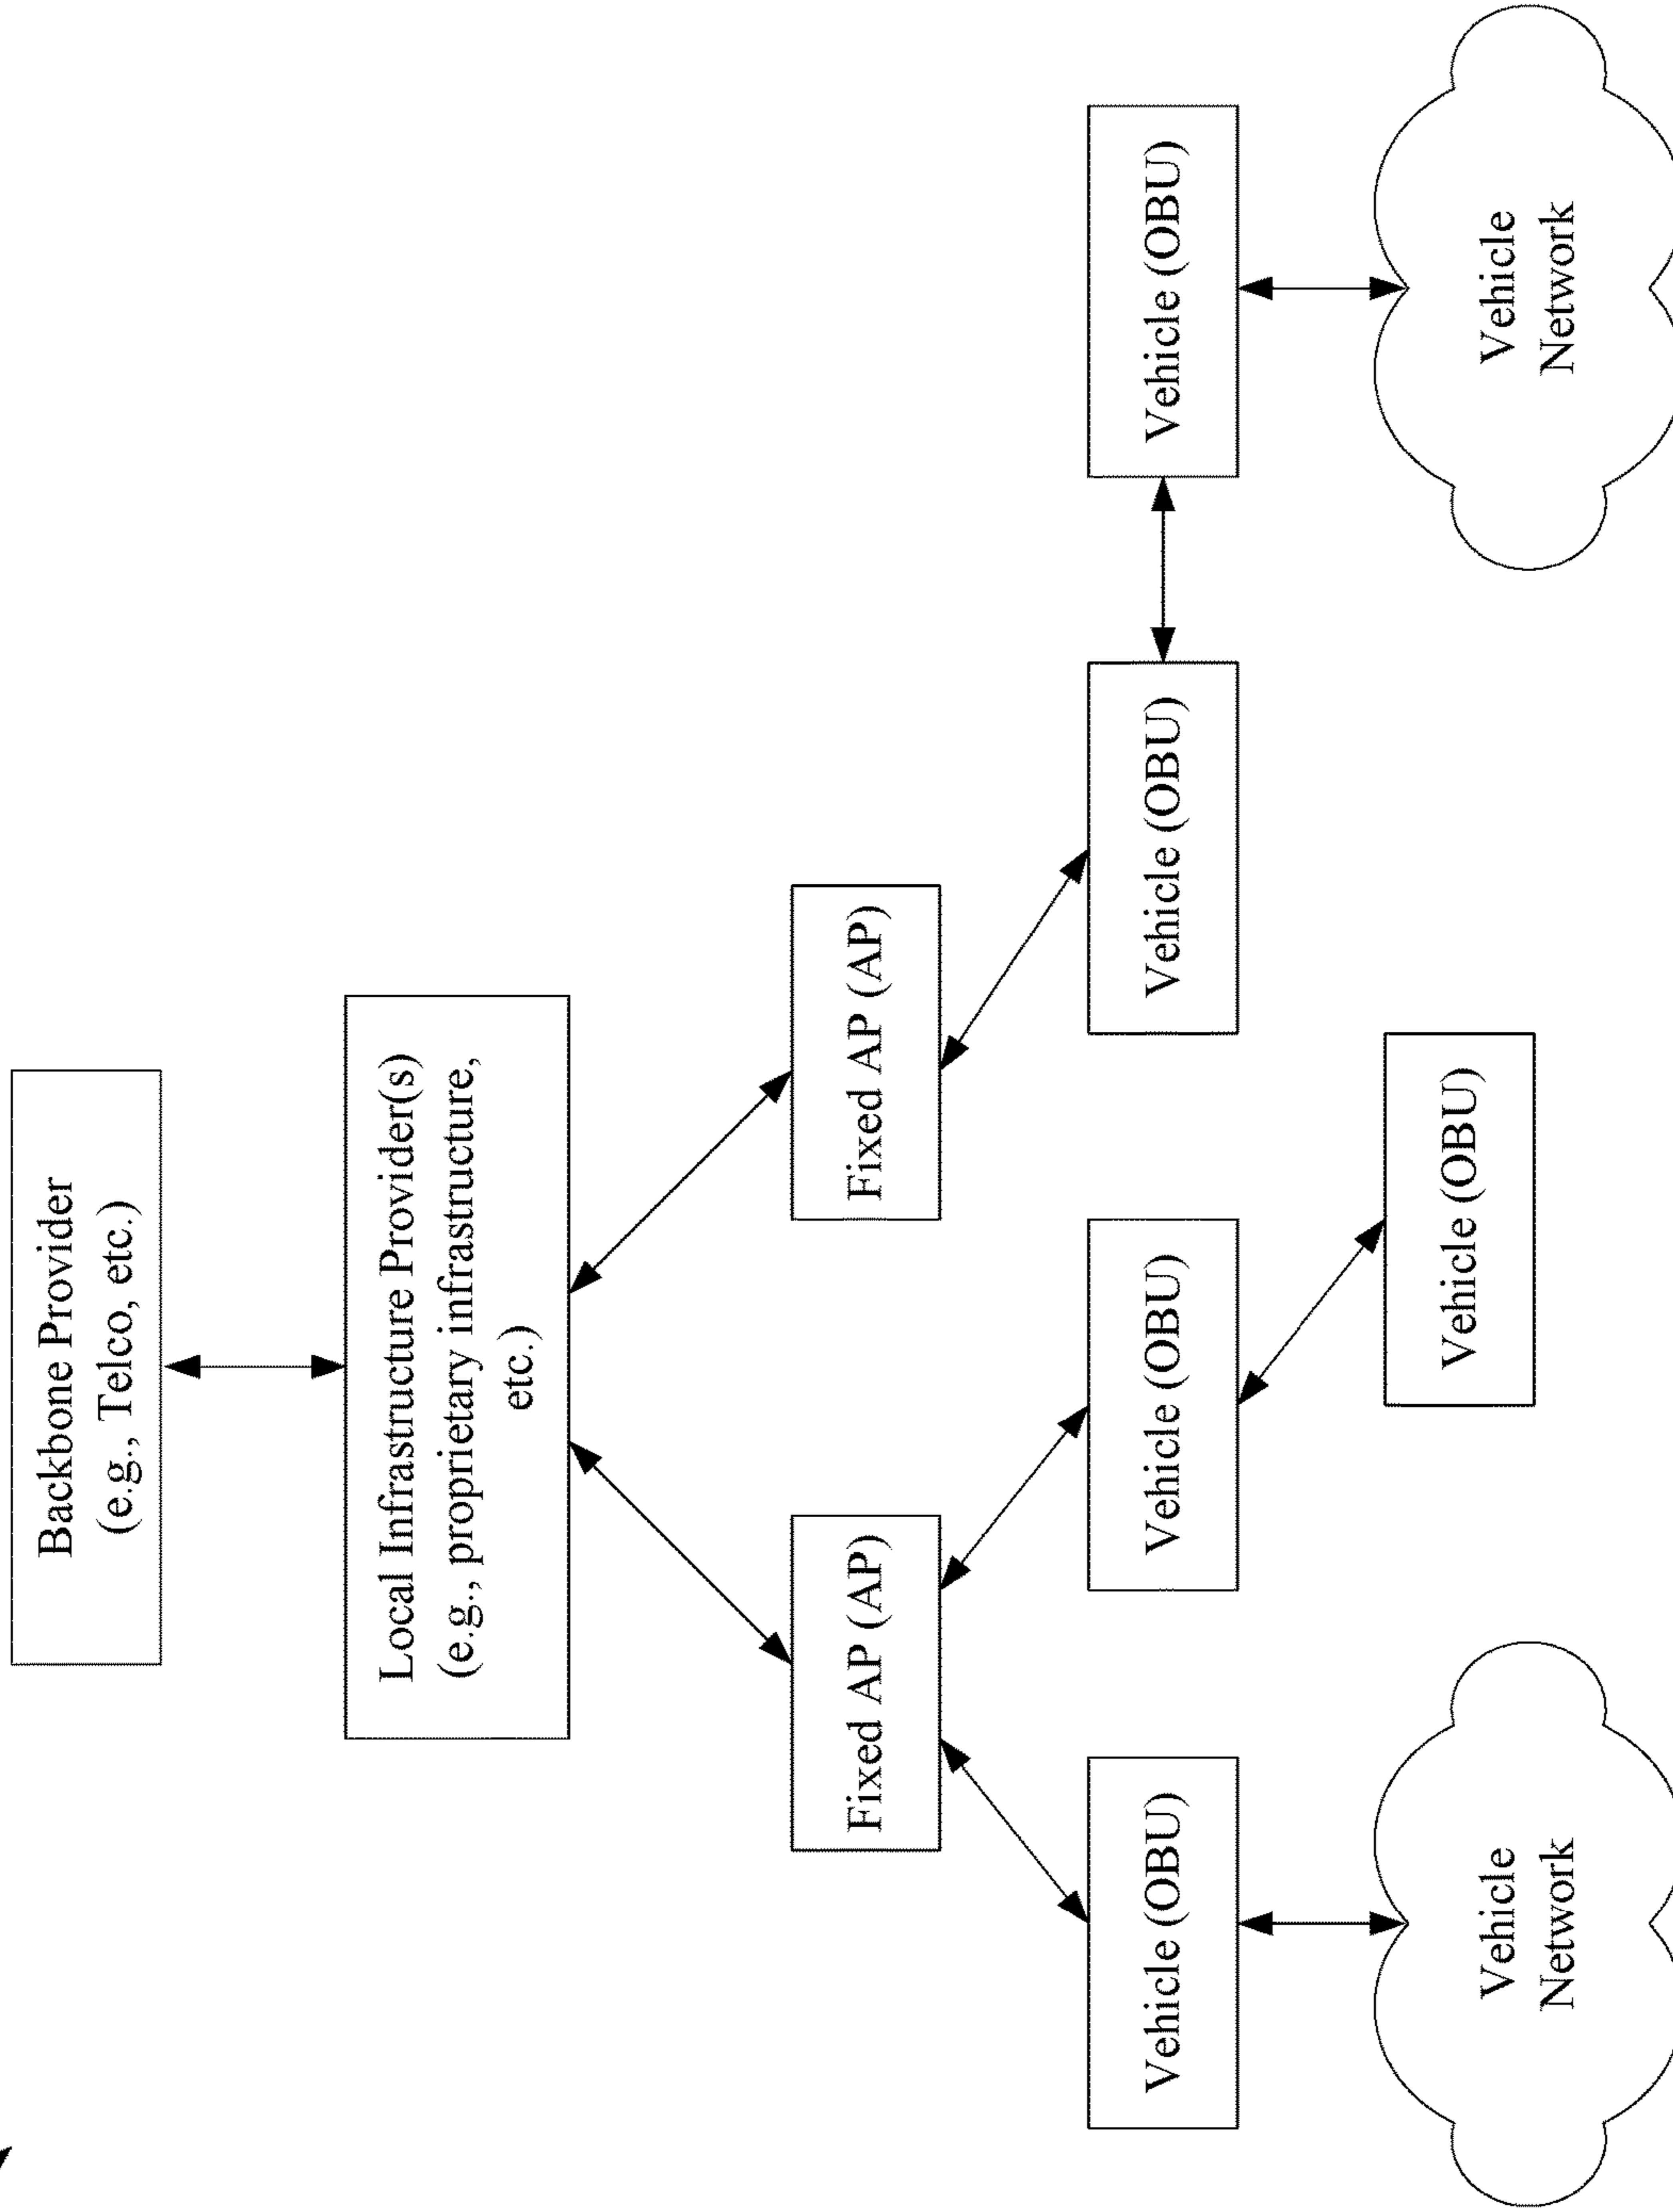 Backbone Provider
(e.g., Telco, etc.)
Local Infrastructure Provider(s)
(e.g., proprietary infrastructure,
etc.)
Fixed AP (AP)
Fixed AP (AP)
Vehicle (OBU)
Vehicle (OBU)
Vehicle (OBU)
Vehicle (OBU)
Vehicle (OBU)
Vehicle
Network
Vehicle
Network